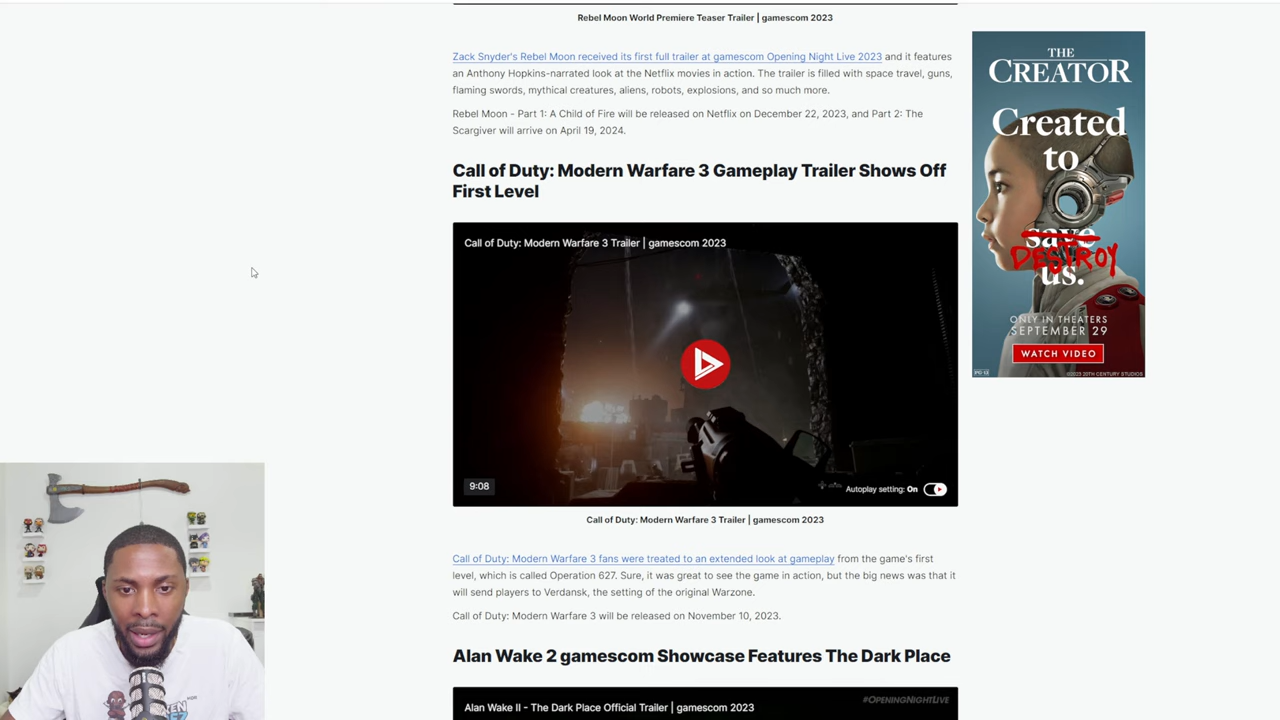 Rebel Moon World Premiere Teaser Trailer | gamescom 2023
Zack Snyder's Rebel Moon received its first full trailer at gamescom Opening Night Live 2023 and it features
an Anthony Hopkins-narrated look at the Netflix movies in action. The trailer is filled with space travel, guns,
flaming swords, mythical creatures, aliens, robots, explosions, and so much more.
Rebel Moon - Part 1: A Child of Fire will be released on Netflix on December 22, 2023, and Part 2: The
Scargiver will arrive on April 19, 2024.
Call of Duty: Modern Warfare 3 Gameplay Trailer Shows Off
First Level
Call of Duty: Modern Warfare 3 Trailer | gamescom 2023
9:08
Autoplay setting: On
Call of Duty: Modern Warfare 3 Trailer | gamescom 2023
Call of Duty: Modern Warfare 3 fans were treated to an extended look at gameplay from the game's first
level, which is called Operation 627. Sure, it was great to see the game in action, but the big news was that it
will send players to Verdansk, the setting of the original Warzone.
Call of Duty: Modern Warfare 3 will be released on November 10, 2023.
Alan Wake 2 gamescom Showcase Features The Dark Place
Alan Wake II - The Dark Place Official Trailer | gamescom 2023
#OPENINGNIGHTLIVE
THE
CREATOR
Created
to
save
DESTROY
us.
ONLY IN THEATERS
SEPTEMBER 29
WATCH VIDEO
©2023 20TH CENTURY STUDIOS